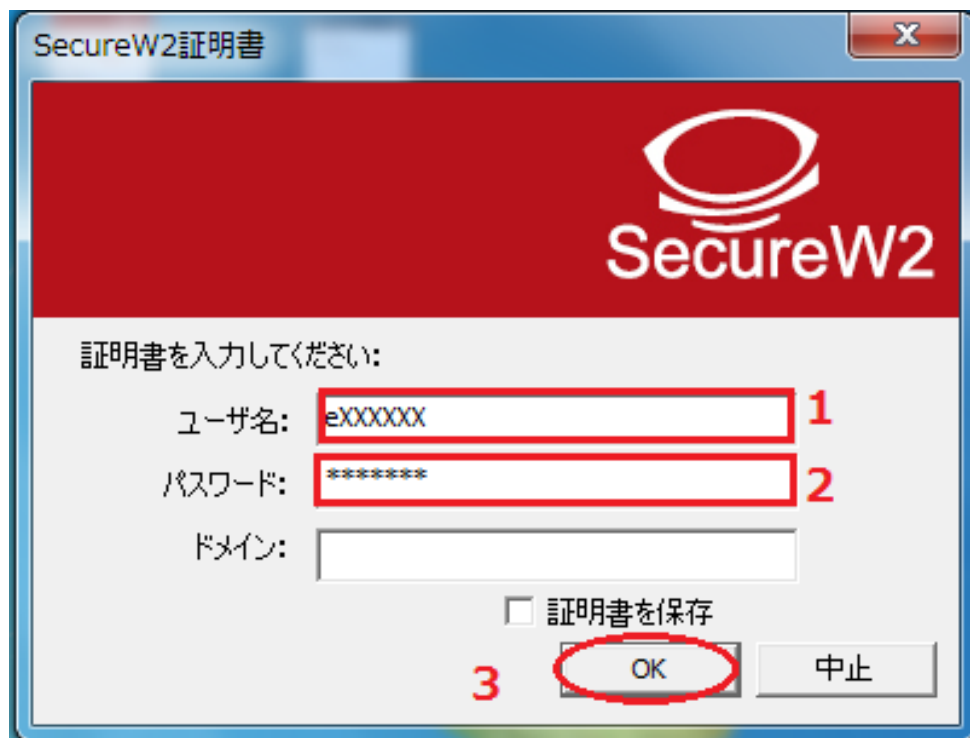 SecureW2証明書
x
SecureW2
証明書を入力してください:
ユーザ名: eXXXXXX 1
パスワード: ******* 2
ドメイン:
証明書を保存
3 OK 中止